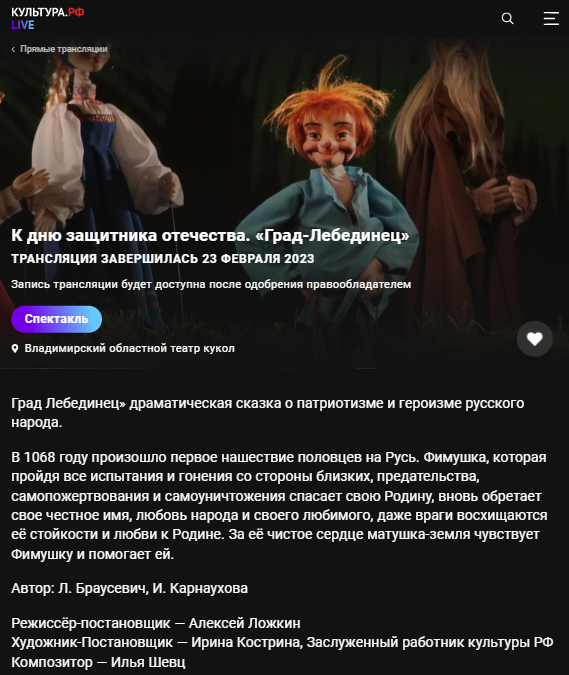 КУЛЬТУРА.РФ
LIVE
‹ Прямые трансляции
К дню защитника отечества. «Град-Лебединец»
ТРАНСЛЯЦИЯ ЗАВЕРШИЛАСЬ 23 ФЕВРАЛЯ 2023
Запись трансляции будет доступна после одобрения правообладателем
Спектакль
Владимирский областной театр кукол
Град Лебединец» драматическая сказка о патриотизме и героизме русского
народа.
В 1068 году произошло первое нашествие половцев на Русь. Фимушка, которая
пройдя все испытания и гонения со стороны близких, предательства,
самопожертвования и самоуничтожения спасает свою Родину, вновь обретает
свое честное имя, любовь народа и своего любимого, даже враги восхищаются
её стойкости и любви к Родине. За её чистое сердце матушка-земля чувствует
Фимушку и помогает ей.
Автор: Л. Браусевич, И. Карнаухова
Режиссёр-постановщик — Алексей Ложкин
Художник-Постановщик — Ирина Кострина, Заслуженный работник культуры РФ
Композитор — Илья Шевц